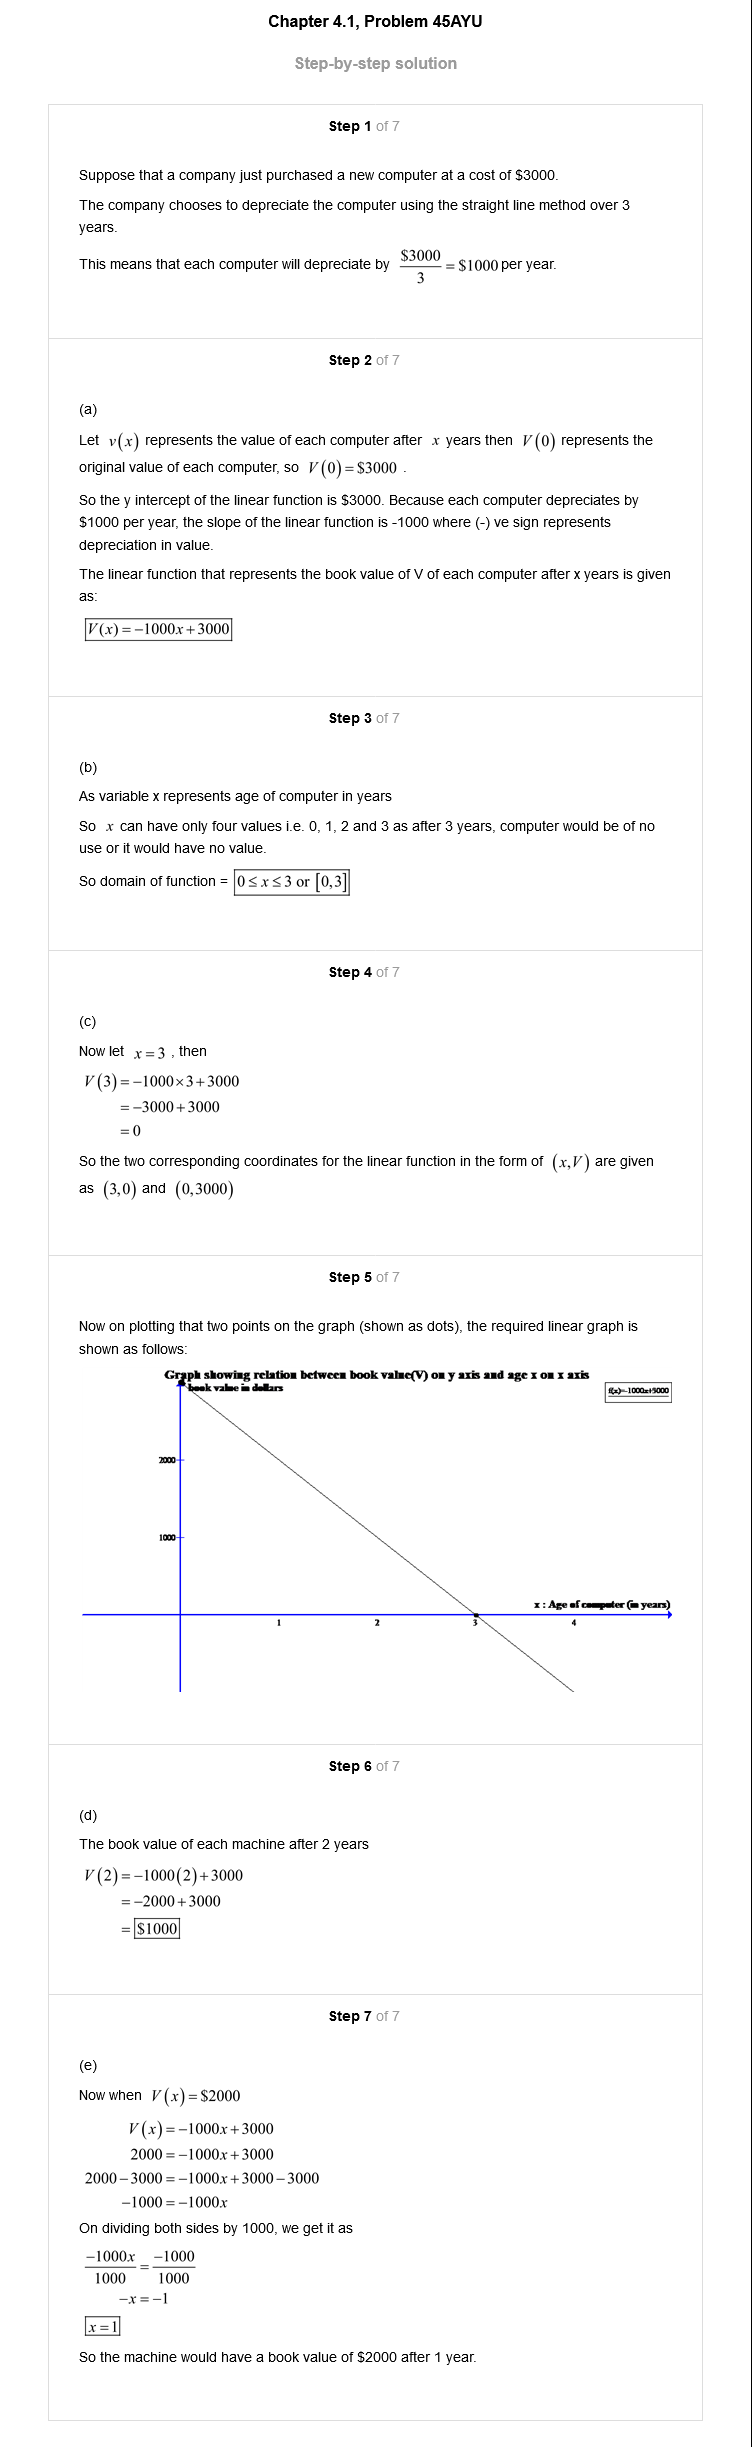 Chapter 4.1, Problem 45AYU
Step-by-step solution
Step 1 of 7
Suppose that a company just purchased a new computer at a cost of $3000.
The company chooses to depreciate the computer using the straight line method over 3
years.
This means that each computer will depreciate by $3000/3 = $1000 per year.
Step 2 of 7
(a)
Let v(x) represents the value of each computer after x years then V(0) represents the
original value of each computer, so V(0) = $3000 .
So the y intercept of the linear function is $3000. Because each computer depreciates by
$1000 per year, the slope of the linear function is -1000 where (-) ve sign represents
depreciation in value.
The linear function that represents the book value of V of each computer after x years is given
as:
V(x) = −1000x + 3000
Step 3 of 7
(b)
As variable x represents age of computer in years
So x can have only four values i.e. 0, 1, 2 and 3 as after 3 years, computer would be of no
use or it would have no value.
So domain of function = 0 ≤ x ≤ 3 or [0,3]
Step 4 of 7
(c)
Now let x = 3 , then
V(3) = −1000×3+3000
= −3000+3000
= 0
So the two corresponding coordinates for the linear function in the form of (x,V) are given
as (3,0) and (0,3000)
Step 5 of 7
Now on plotting that two points on the graph (shown as dots), the required linear graph is
shown as follows:
Graph showing relation between book value(V) on y axis and age x on x axis
book value in dollars
f(x)=-1000x+3000
2000
1000
x : Age of computer (in years)
1 2 3 4
Step 6 of 7
(d)
The book value of each machine after 2 years
V(2) = −1000(2)+3000
= −2000+3000
= $1000
Step 7 of 7
(e)
Now when V(x) = $2000
V(x) = −1000x+3000
2000 = −1000x+3000
2000−3000 = −1000x+3000−3000
−1000 = −1000x
On dividing both sides by 1000, we get it as
−1000x/1000 = −1000/1000
−x = −1
x = 1
So the machine would have a book value of $2000 after 1 year.